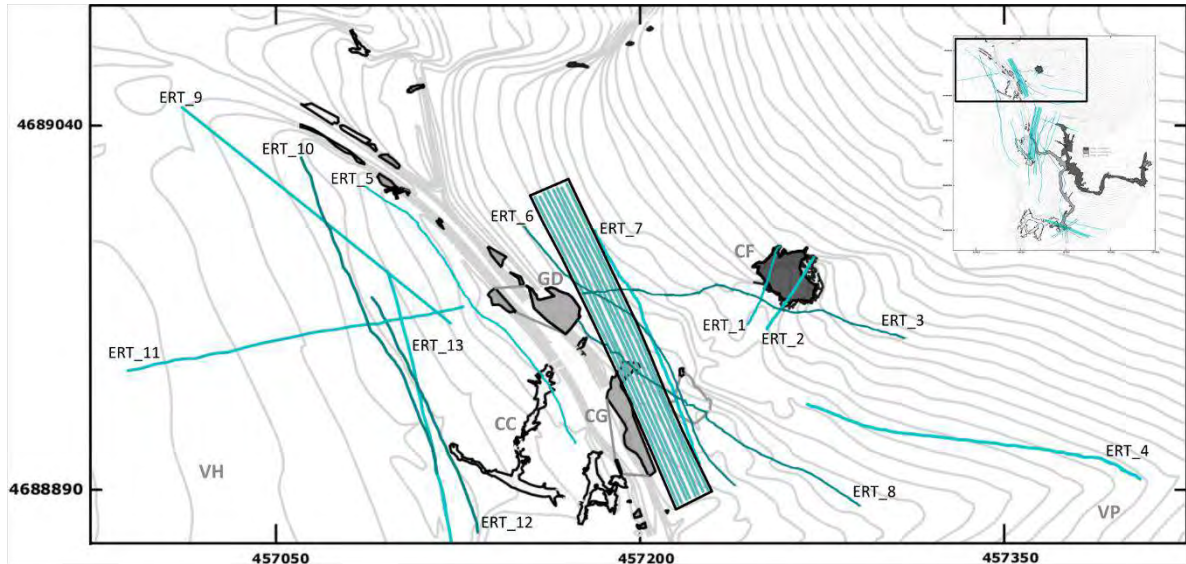 ERT_9
4689040
ERT_10
ERT_5
ERT_6
ERT_7
CF
GD
ERT_1
ERT_2
ERT_3
ERT_11
ERT_13
CC
CG
ERT_4
VH
4688890
ERT_12
ERT_8
VP
457050
457200
457350